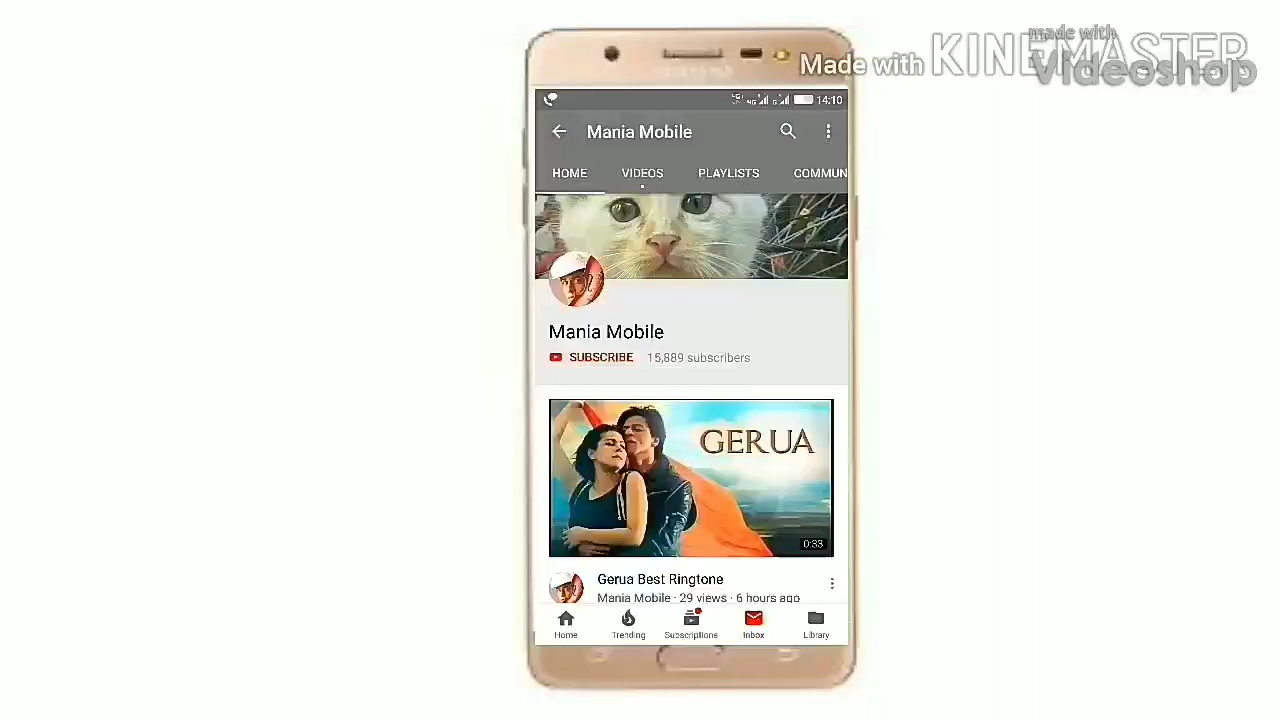 made with
Made with KINEMASTER
Videoshop
14:10
Mania Mobile
HOME VIDEOS PLAYLISTS COMMUN
Mania Mobile
SUBSCRIBE 15,889 subscribers
GERUA
0:33
Gerua Best Ringtone
Mania Mobile · 29 views · 6 hours ago
Home Trending Subscriptions Inbox Library